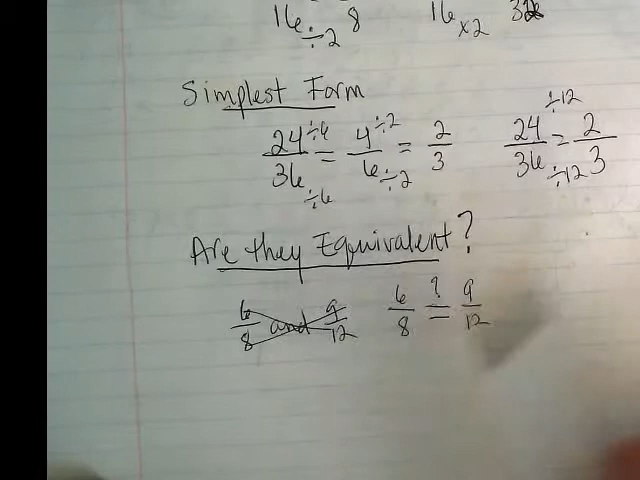 16 ÷2 8 16 ×2 32
Simplest Form
24/36 ÷6/÷6 = 4/6 ÷2/÷2 = 2/3 24/36 ÷12/÷12 = 2/3
Are they Equivalent?
6/8 and 9/12 6/8 ?= 9/12